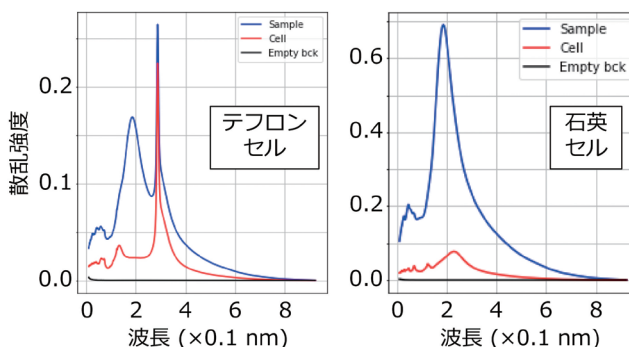 Sample
Cell
Empty bck
テフロン
セル
散乱強度
0.2
0.1
0.0
0 2 4 6 8
波長 (×0.1 nm)
Sample
Cell
Empty bck
石英
セル
0.6
0.4
0.2
0.0
0 2 4 6 8
波長 (×0.1 nm)